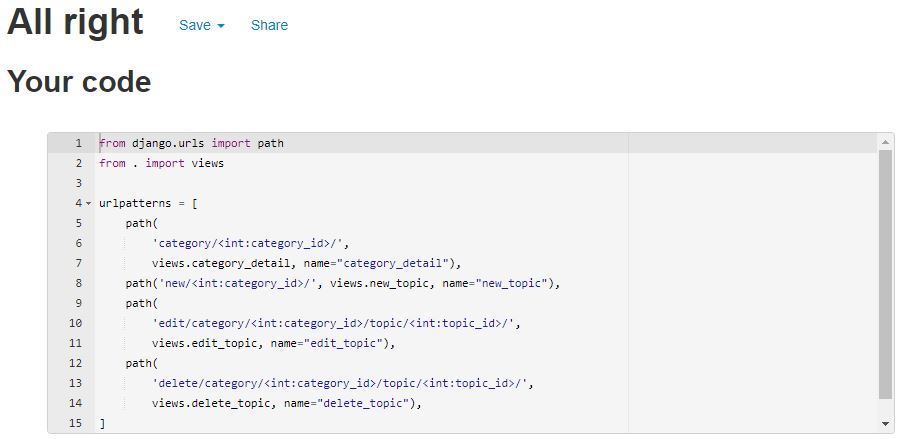 All right Save Share
Your code
1 from django.urls import path
2 from . import views
3
4 urlpatterns = [
5     path(
6         'category/<int:category_id>/',
7         views.category_detail, name="category_detail"),
8     path('new/<int:category_id>/', views.new_topic, name="new_topic"),
9     path(
10         'edit/category/<int:category_id>/topic/<int:topic_id>/',
11         views.edit_topic, name="edit_topic"),
12     path(
13         'delete/category/<int:category_id>/topic/<int:topic_id>/',
14         views.delete_topic, name="delete_topic"),
15 ]